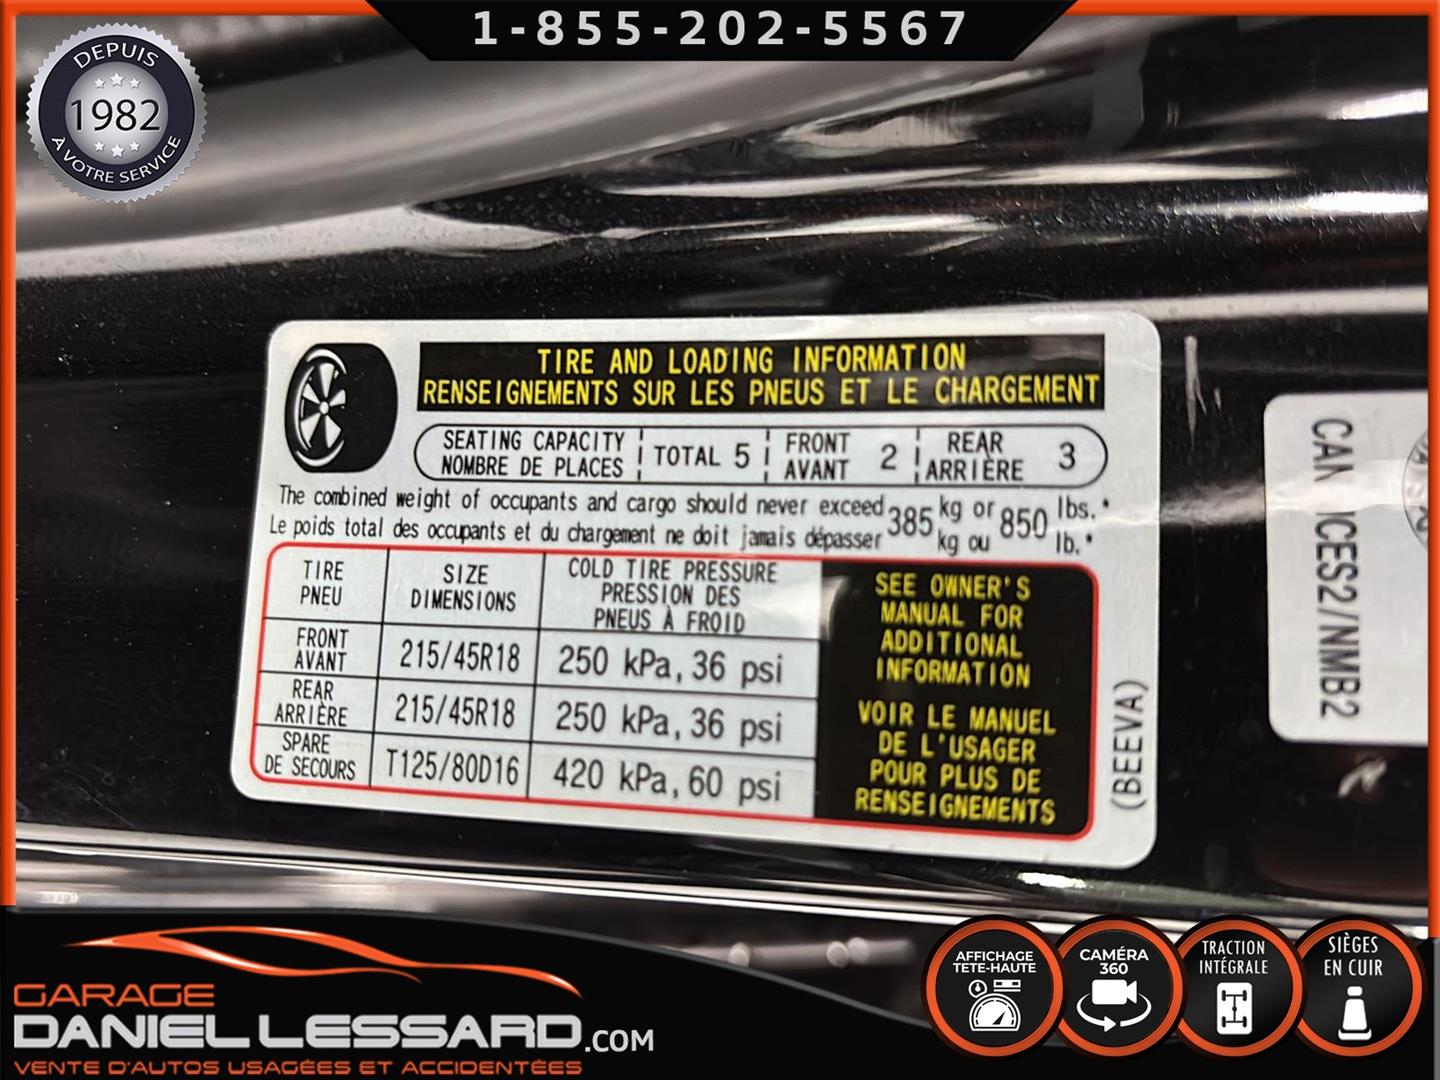 1-855-202-5567
DEPUIS
1982
À VOTRE SERVICE
TIRE AND LOADING INFORMATION
RENSEIGNEMENTS SUR LES PNEUS ET LE CHARGEMENT
SEATING CAPACITY
NOMBRE DE PLACES
TOTAL 5
FRONT
AVANT
2
REAR
ARRIÈRE
3
The combined weight of occupants and cargo should never exceed 385 kg or 850 lbs.*
Le poids total des occupants et du chargement ne doit jamais dépasser 385 kg ou 850 lb.*
TIRE
PNEU
SIZE
DIMENSIONS
COLD TIRE PRESSURE
PRESSION DES
PNEUS À FROID
FRONT
AVANT
215/45R18
250 kPa, 36 psi
REAR
ARRIÈRE
215/45R18
250 kPa, 36 psi
SPARE
DE SECOURS
T125/80D16
420 kPa, 60 psi
SEE OWNER'S
MANUAL FOR
ADDITIONAL
INFORMATION
VOIR LE MANUEL
DE L'USAGER
POUR PLUS DE
RENSEIGNEMENTS
(BEEVA)
CAN ICES2/NMB2
GARAGE
DANIEL LESSARD.COM
VENTE D'AUTOS USAGÉES ET ACCIDENTÉES
AFFICHAGE
TETE-HAUTE
CAMÉRA
360
TRACTION
INTÉGRALE
SIÈGES
EN CUIR